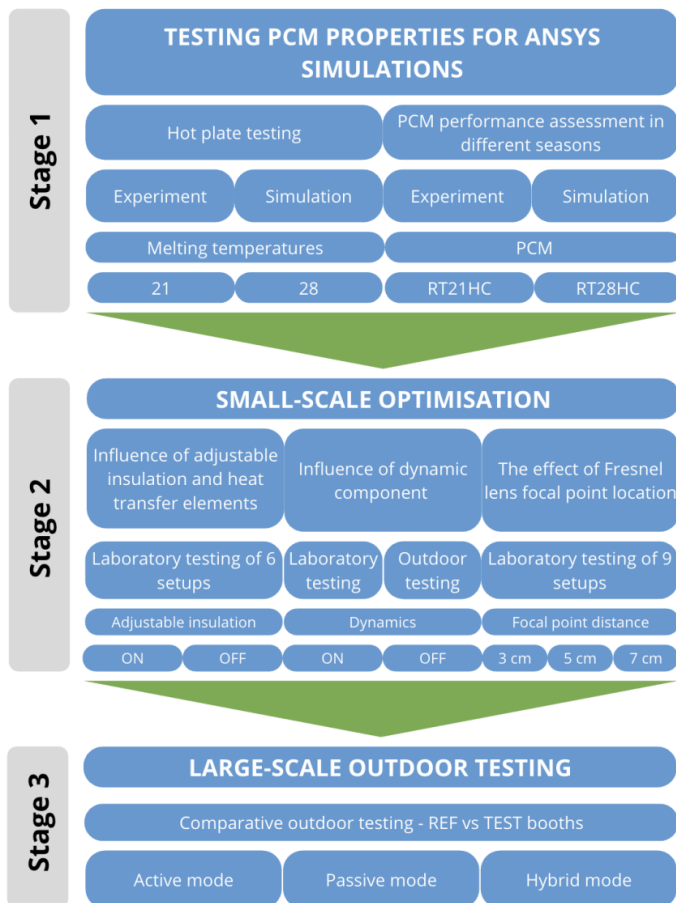 Stage 1
TESTING PCM PROPERTIES FOR ANSYS
SIMULATIONS
Hot plate testing
PCM performance assessment in
different seasons
Experiment
Simulation
Experiment
Simulation
Melting temperatures
PCM
21
28
RT21HC
RT28HC
Stage 2
SMALL-SCALE OPTIMISATION
Influence of adjustable
insulation and heat
transfer elements
Influence of dynamic
component
The effect of Fresnel
lens focal point location
Laboratory testing of 6
setups
Laboratory
testing
Outdoor
testing
Laboratory testing of 9
setups
Adjustable insulation
Dynamics
Focal point distance
ON
OFF
ON
OFF
3 cm
5 cm
7 cm
Stage 3
LARGE-SCALE OUTDOOR TESTING
Comparative outdoor testing - REF vs TEST booths
Active mode
Passive mode
Hybrid mode